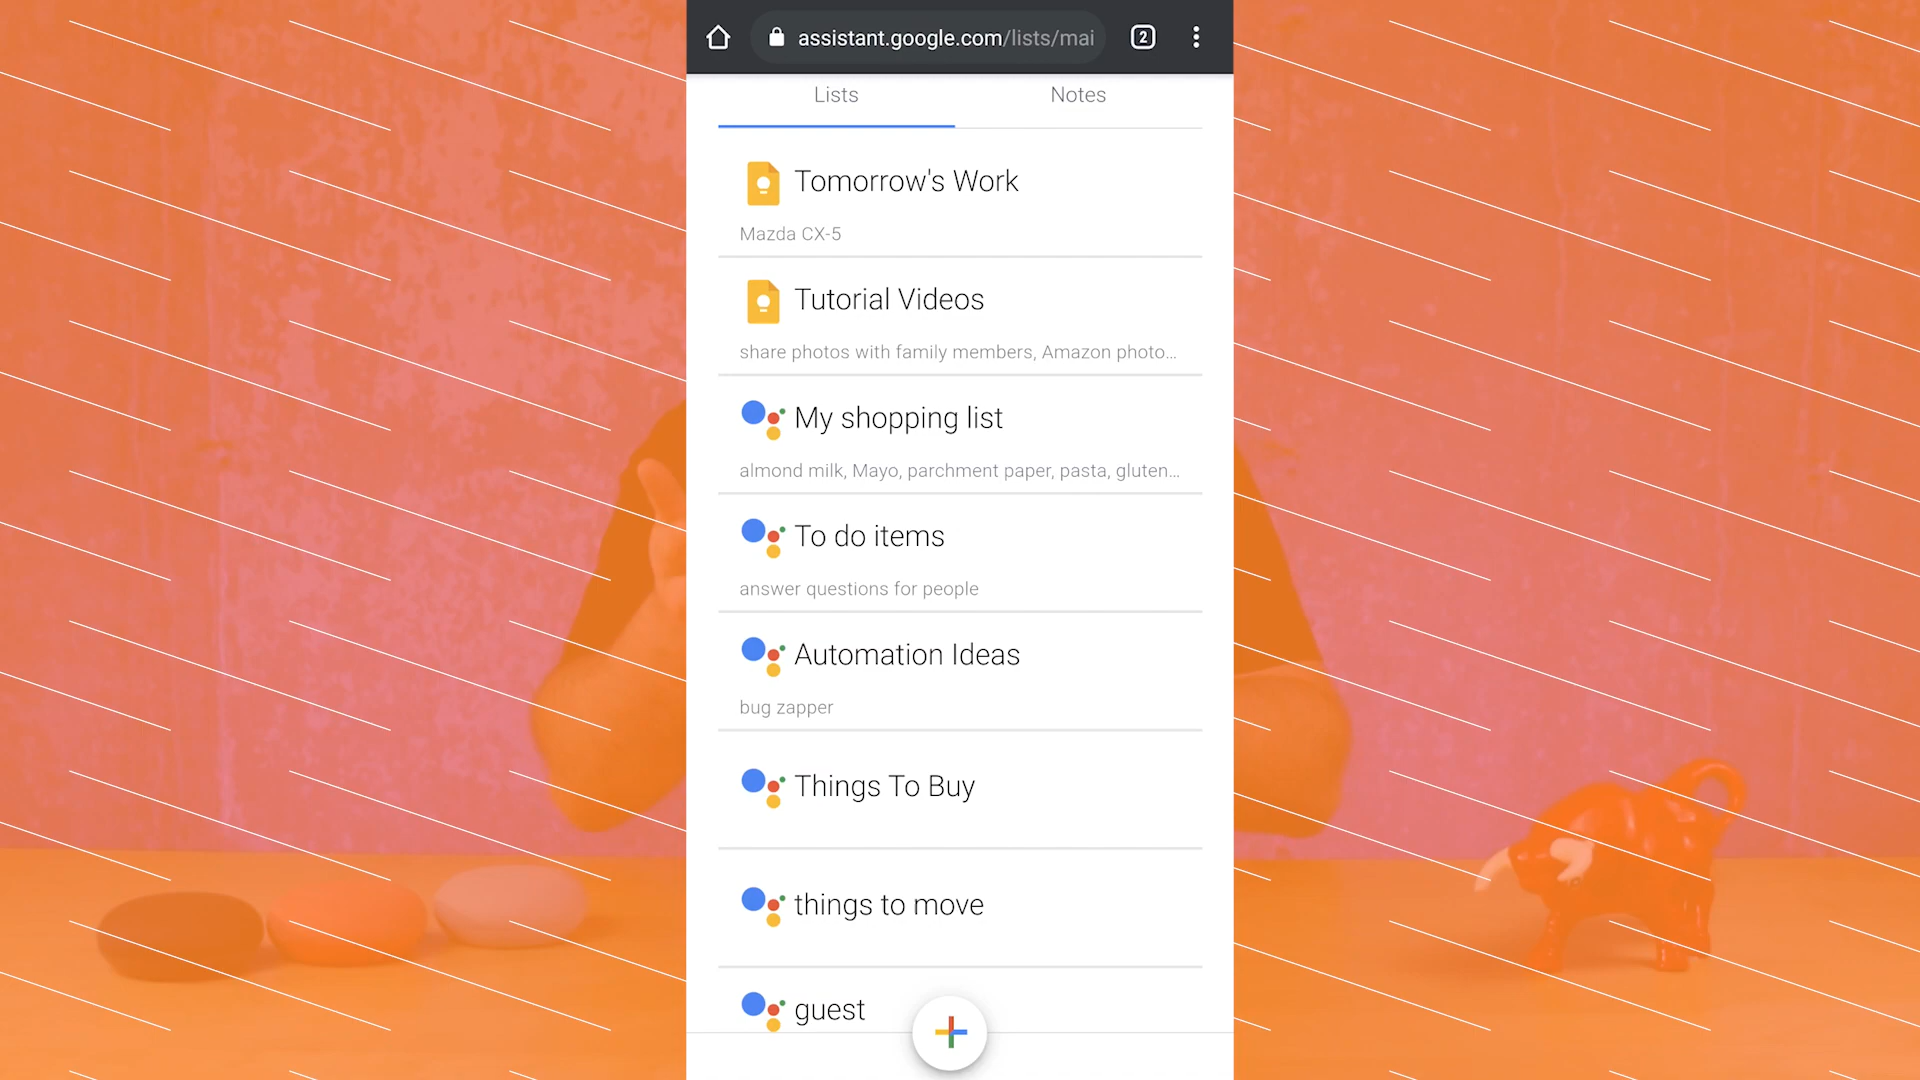 assistant.google.com/lists/mai
2
Lists
Notes
Tomorrow's Work
Mazda CX-5
Tutorial Videos
share photos with family members, Amazon photo...
My shopping list
almond milk, Mayo, parchment paper, pasta, gluten...
To do items
answer questions for people
Automation Ideas
bug zapper
Things To Buy
things to move
guest